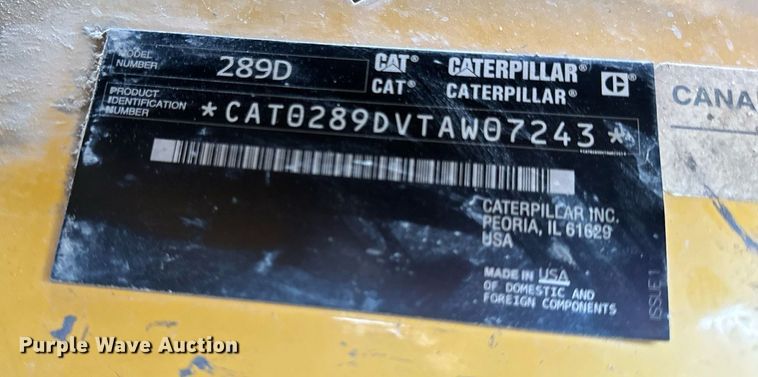 MODEL NUMBER 289D
CAT® CATERPILLAR®
CAT® CATERPILLAR®
PRODUCT IDENTIFICATION NUMBER *CAT0289DVTAW07243*
CANA
CATERPILLAR INC.
PEORIA, IL 61629
USA
MADE IN USA
OF DOMESTIC AND
FOREIGN COMPONENTS
ISSUE 1
Purple Wave Auction